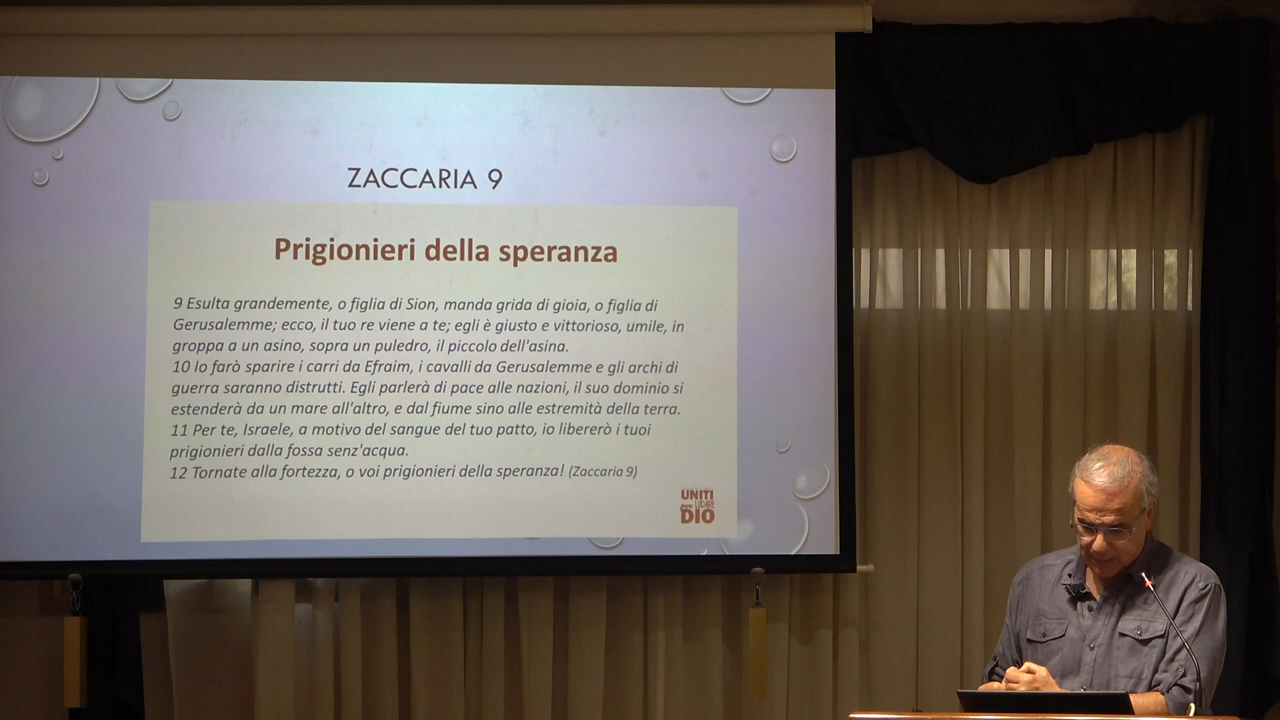 ZACCARIA 9
Prigionieri della speranza
9 Esulta grandemente, o figlia di Sion, manda grida di gioia, o figlia di
Gerusalemme; ecco, il tuo re viene a te; egli è giusto e vittorioso, umile, in
groppa a un asino, sopra un puledro, il piccolo dell'asina.
10 Io farò sparire i carri da Efraim, i cavalli da Gerusalemme e gli archi di
guerra saranno distrutti. Egli parlerà di pace alle nazioni, il suo dominio si
estenderà da un mare all'altro, e dal fiume sino alle estremità della terra.
11 Per te, Israele, a motivo del sangue del tuo patto, io libererò i tuoi
prigionieri dalla fossa senz'acqua.
12 Tornate alla fortezza, o voi prigionieri della speranza! (Zaccaria 9)
UNITI
per LODARE
DIO